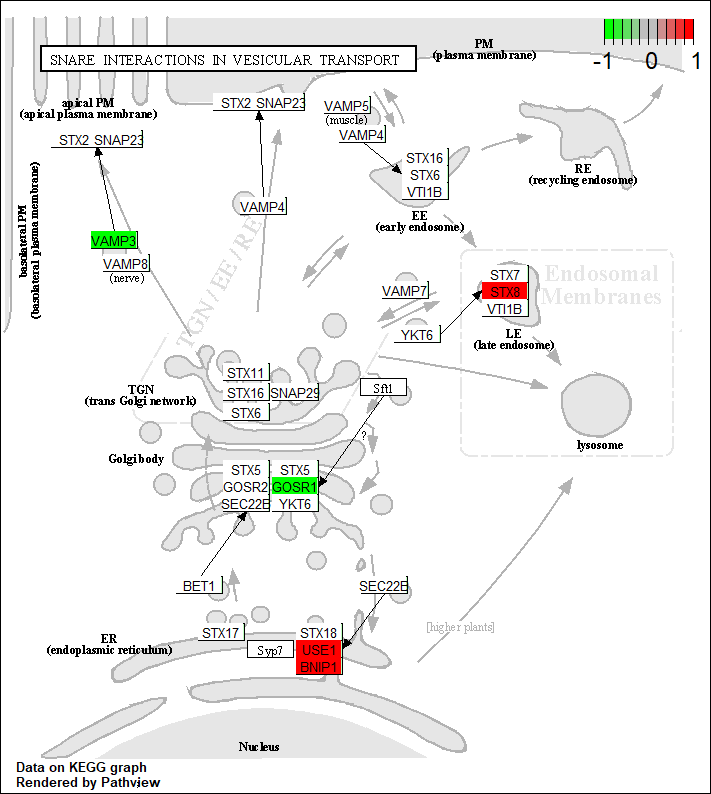 PM
(plasma membrane)
SNARE INTERACTIONS IN VESICULAR TRANSPORT
-1 0 1
apical PM
(apical plasma membrane)
STX2 SNAP23
STX2 SNAP23
VAMP5
(muscle)
VAMP4
STX16
STX6
VTI1B
EE
(early endosome)
RE
(recycling endosome)
basolateral PM
(basolateral plasma membrane)
VAMP3
VAMP8
(nerve)
VAMP4
TGN / EE / RE
VAMP7
YKT6
STX7
STX8
VTI1B
LE
(late endosome)
Endosomal
Membranes
lysosome
TGN
(trans Golgi network)
STX11
STX16 SNAP29
STX6
Sft1
?
Golgi body
STX5 STX5
GOSR2 GOSR1
SEC22B YKT6
BET1
SEC22B
[higher plants]
ER
(endoplasmic reticulum)
STX17
STX18
Syp7
USE1
BNIP1
Nucleus
Data on KEGG graph
Rendered by Pathview